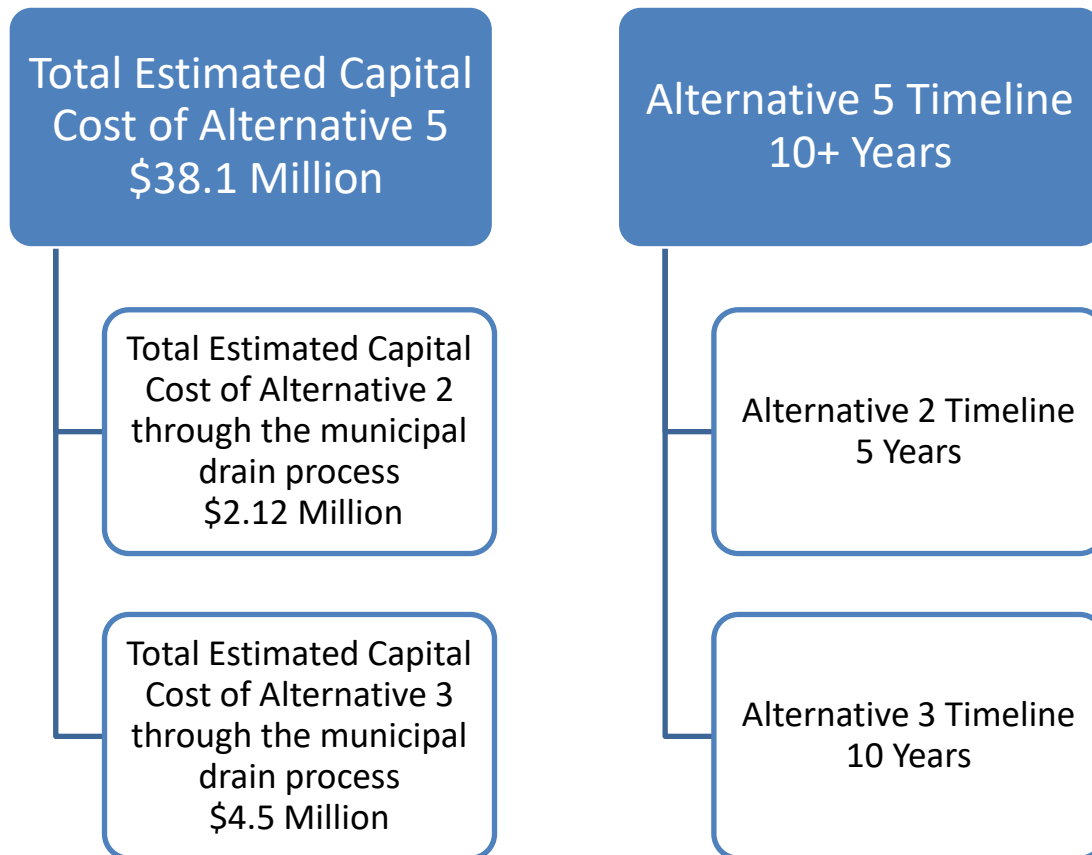 Total Estimated Capital
Cost of Alternative 5
$38.1 Million
Total Estimated Capital
Cost of Alternative 2
through the municipal
drain process
$2.12 Million
Total Estimated Capital
Cost of Alternative 3
through the municipal
drain process
$4.5 Million
Alternative 5 Timeline
10+ Years
Alternative 2 Timeline
5 Years
Alternative 3 Timeline
10 Years